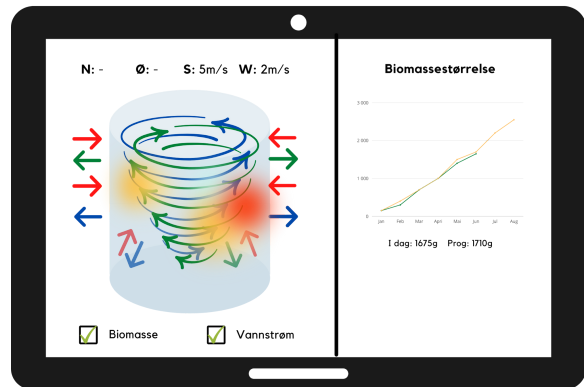 N: - Ø: - S: 5m/s W: 2m/s
Biomasse
Vannstrøm
Biomassestørrelse
3 000
2 000
1 000
0
Jan Feb Mar Apr Mai Jun Jul Aug
I dag: 1675g Prog: 1710g